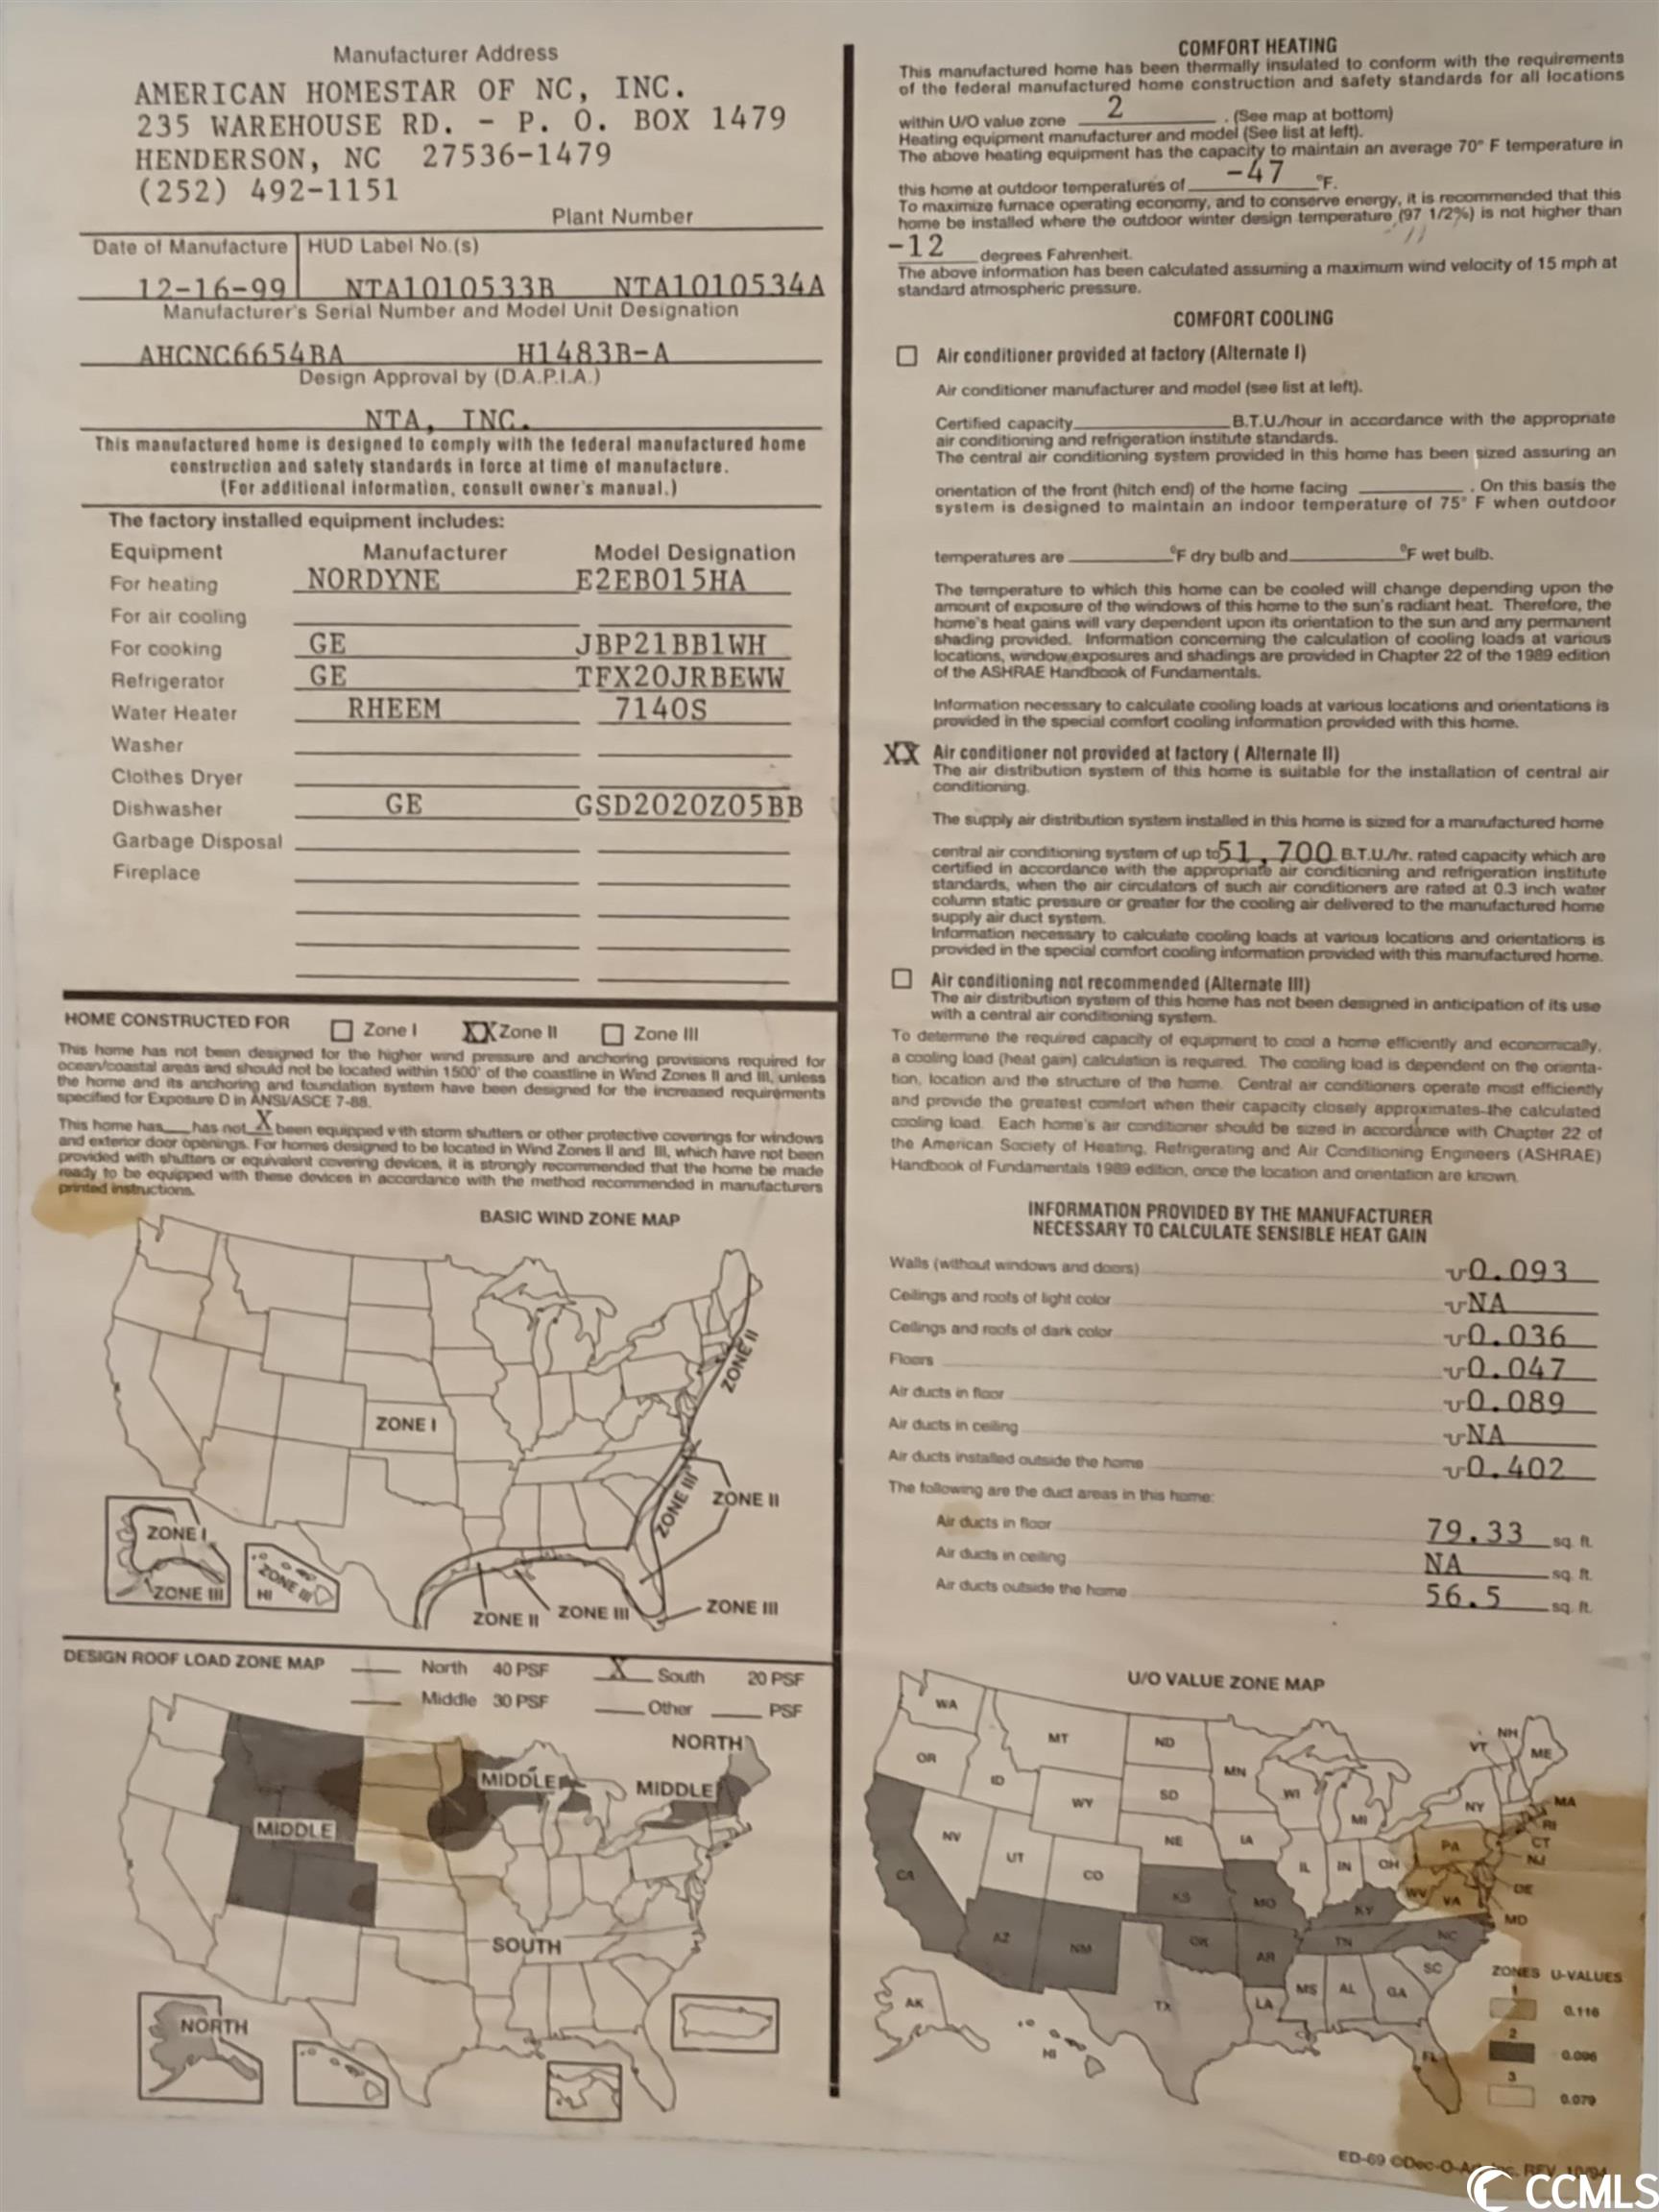 Manufacturer Address
AMERICAN HOMESTAR OF NC, INC.
235 WAREHOUSE RD. - P. O. BOX 1479
HENDERSON, NC 27536-1479
(252) 492-1151
Plant Number
Date of Manufacture HUD Label No.(s)
12-16-99 NTA1010533B NTA1010534A
Manufacturer's Serial Number and Model Unit Designation
AHCNC6654BA H1483B-A
Design Approval by (D.A.P.I.A.)
NTA, INC.
This manufactured home is designed to comply with the federal manufactured home
construction and safety standards in force at time of manufacture.
(For additional information, consult owner's manual.)
The factory installed equipment includes:
Equipment Manufacturer Model Designation
For heating NORDYNE E2EB015HA
For air cooling
For cooking GE JBP21BB1WH
Refrigerator GE TFX20JRBEWW
Water Heater RHEEM 7140S
Washer
Clothes Dryer
Dishwasher GE GSD2020Z05BB
Garbage Disposal
Fireplace
HOME CONSTRUCTED FOR Zone I XX Zone II Zone III
This home has not been designed for the higher wind pressure and anchoring provisions required for
ocean/coastal areas and should not be located within 1500' of the coastline in Wind Zones II and III, unless
the home and its anchoring and foundation system have been designed for the increased requirements
specified for Exposure D in ANSI/ASCE 7-88.
This home has___ has not X been equipped with storm shutters or other protective coverings for windows
and exterior door openings. For homes designed to be located in Wind Zones II and III, which have not been
provided with shutters or equivalent covering devices, it is strongly recommended that the home be made
ready to be equipped with these devices in accordance with the method recommended in manufacturers
printed instructions.
BASIC WIND ZONE MAP
ZONE II
ZONE I
ZONE III
ZONE II
ZONE I
ZONE III
ZONE III
HI
ZONE II
ZONE III
ZONE III
DESIGN ROOF LOAD ZONE MAP ___ North 40 PSF X South 20 PSF
___ Middle 30 PSF ___ Other ___ PSF
NORTH
MIDDLE
MIDDLE
MIDDLE
SOUTH
NORTH
COMFORT HEATING
This manufactured home has been thermally insulated to conform with the requirements
of the federal manufactured home construction and safety standards for all locations
within U/O value zone 2 . (See map at bottom)
Heating equipment manufacturer and model (See list at left).
The above heating equipment has the capacity to maintain an average 70° F temperature in
this home at outdoor temperatures of -47 °F.
To maximize furnace operating economy, and to conserve energy, it is recommended that this
home be installed where the outdoor winter design temperature (97 1/2%) is not higher than
-12 degrees Fahrenheit.
The above information has been calculated assuming a maximum wind velocity of 15 mph at
standard atmospheric pressure.
COMFORT COOLING
Air conditioner provided at factory (Alternate I)
Air conditioner manufacturer and model (see list at left).
Certified capacity___ B.T.U./hour in accordance with the appropriate
air conditioning and refrigeration institute standards.
The central air conditioning system provided in this home has been sized assuring an
orientation of the front (hitch end) of the home facing ___ . On this basis the
system is designed to maintain an indoor temperature of 75° F when outdoor
temperatures are ___ °F dry bulb and ___ °F wet bulb.
The temperature to which this home can be cooled will change depending upon the
amount of exposure of the windows of this home to the sun's radiant heat. Therefore, the
home's heat gains will vary dependent upon its orientation to the sun and any permanent
shading provided. Information concerning the calculation of cooling loads at various
locations, window exposures and shadings are provided in Chapter 22 of the 1989 edition
of the ASHRAE Handbook of Fundamentals.
Information necessary to calculate cooling loads at various locations and orientations is
provided in the special comfort cooling information provided with this home.
XX Air conditioner not provided at factory ( Alternate II)
The air distribution system of this home is suitable for the installation of central air
conditioning.
The supply air distribution system installed in this home is sized for a manufactured home
central air conditioning system of up to 51,700 B.T.U./hr. rated capacity which are
certified in accordance with the appropriate air conditioning and refrigeration institute
standards, when the air circulators of such air conditioners are rated at 0.3 inch water
column static pressure or greater for the cooling air delivered to the manufactured home
supply air duct system.
Information necessary to calculate cooling loads at various locations and orientations is
provided in the special comfort cooling information provided with this manufactured home.
Air conditioning not recommended (Alternate III)
The air distribution system of this home has not been designed in anticipation of its use
with a central air conditioning system.
To determine the required capacity of equipment to cool a home efficiently and economically,
a cooling load (heat gain) calculation is required. The cooling load is dependent on the orienta-
tion, location and the structure of the home. Central air conditioners operate most efficiently
and provide the greatest comfort when their capacity closely approximates the calculated
cooling load. Each home's air conditioner should be sized in accordance with Chapter 22 of
the American Society of Heating, Refrigerating and Air Conditioning Engineers (ASHRAE)
Handbook of Fundamentals 1989 edition, once the location and orientation are known.
INFORMATION PROVIDED BY THE MANUFACTURER
NECESSARY TO CALCULATE SENSIBLE HEAT GAIN
Walls (without windows and doors) U 0.093
Ceilings and roofs of light color U NA
Ceilings and roofs of dark color U 0.036
Floors U 0.047
Air ducts in floor U 0.089
Air ducts in ceiling U NA
Air ducts installed outside the home U 0.402
The following are the duct areas in this home:
Air ducts in floor 79.33 sq. ft.
Air ducts in ceiling NA sq. ft.
Air ducts outside the home 56.5 sq. ft.
U/O VALUE ZONE MAP
WA MT ND MN VT NH ME
OR ID WY SD WI MI NY MA
RI
NV UT CO NE IA IL IN OH PA CT
NJ
CA KS MO KY WV VA DE
MD
AZ NM OK AR TN NC
SC
TX LA MS AL GA
AK HI FL
ZONES U-VALUES
1
0.116
2
0.096
3
0.079
ED-69 ©Dec-O-Art, Inc. REV. 10/94
CCMLS